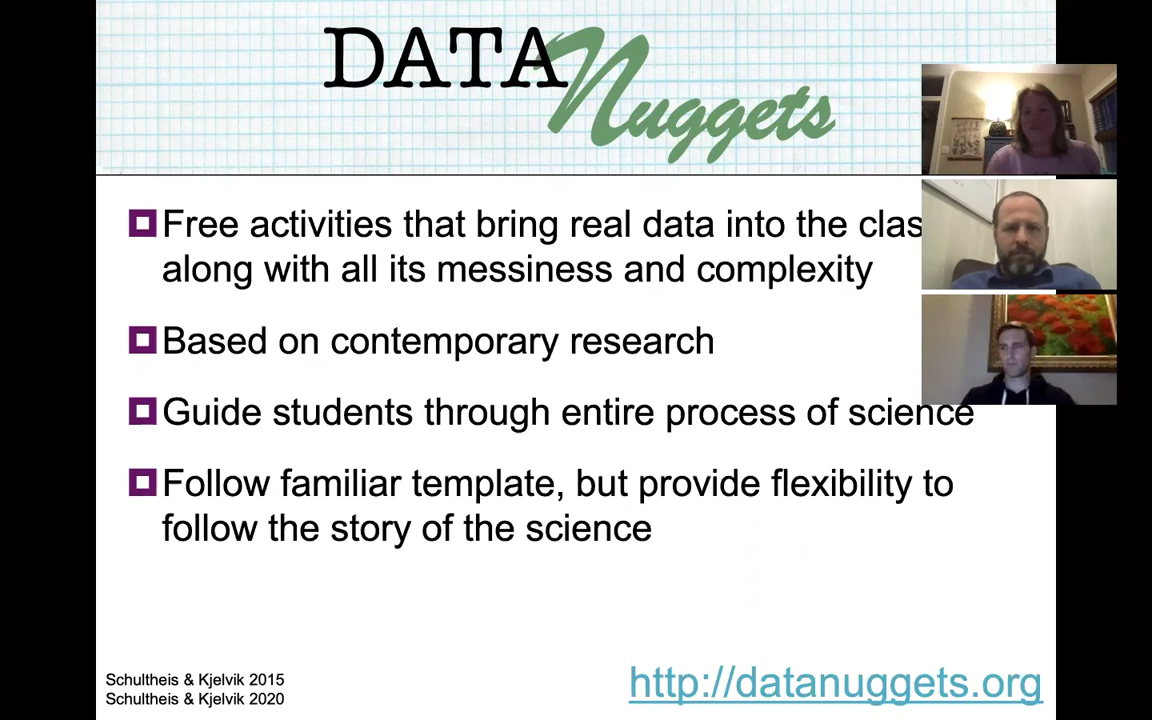 DATA Nuggets
Free activities that bring real data into the clas
along with all its messiness and complexity
Based on contemporary research
Guide students through entire process of science
Follow familiar template, but provide flexibility to
follow the story of the science
Schultheis & Kjelvik 2015
Schultheis & Kjelvik 2020
http://datanuggets.org